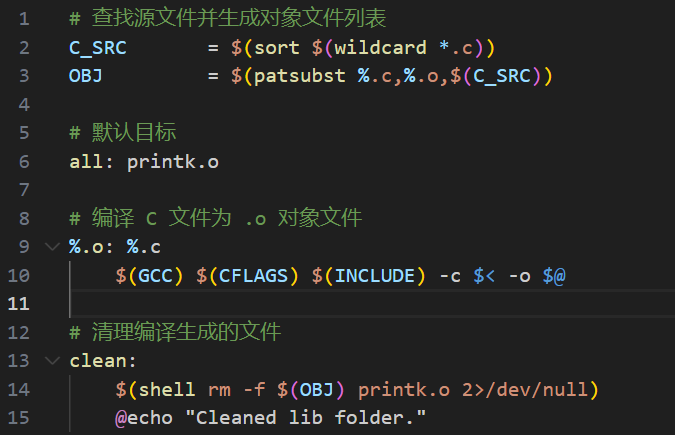 1 # 查找源文件并生成对象文件列表
2 C_SRC = $(sort $(wildcard *.c))
3 OBJ = $(patsubst %.c,%.o,$(C_SRC))
4
5 # 默认目标
6 all: printk.o
7
8 # 编译 C 文件为 .o 对象文件
9 %.o: %.c
10 $(GCC) $(CFLAGS) $(INCLUDE) -c $< -o $@
11
12 # 清理编译生成的文件
13 clean:
14 $(shell rm -f $(OBJ) printk.o 2>/dev/null)
15 @echo "Cleaned lib folder."